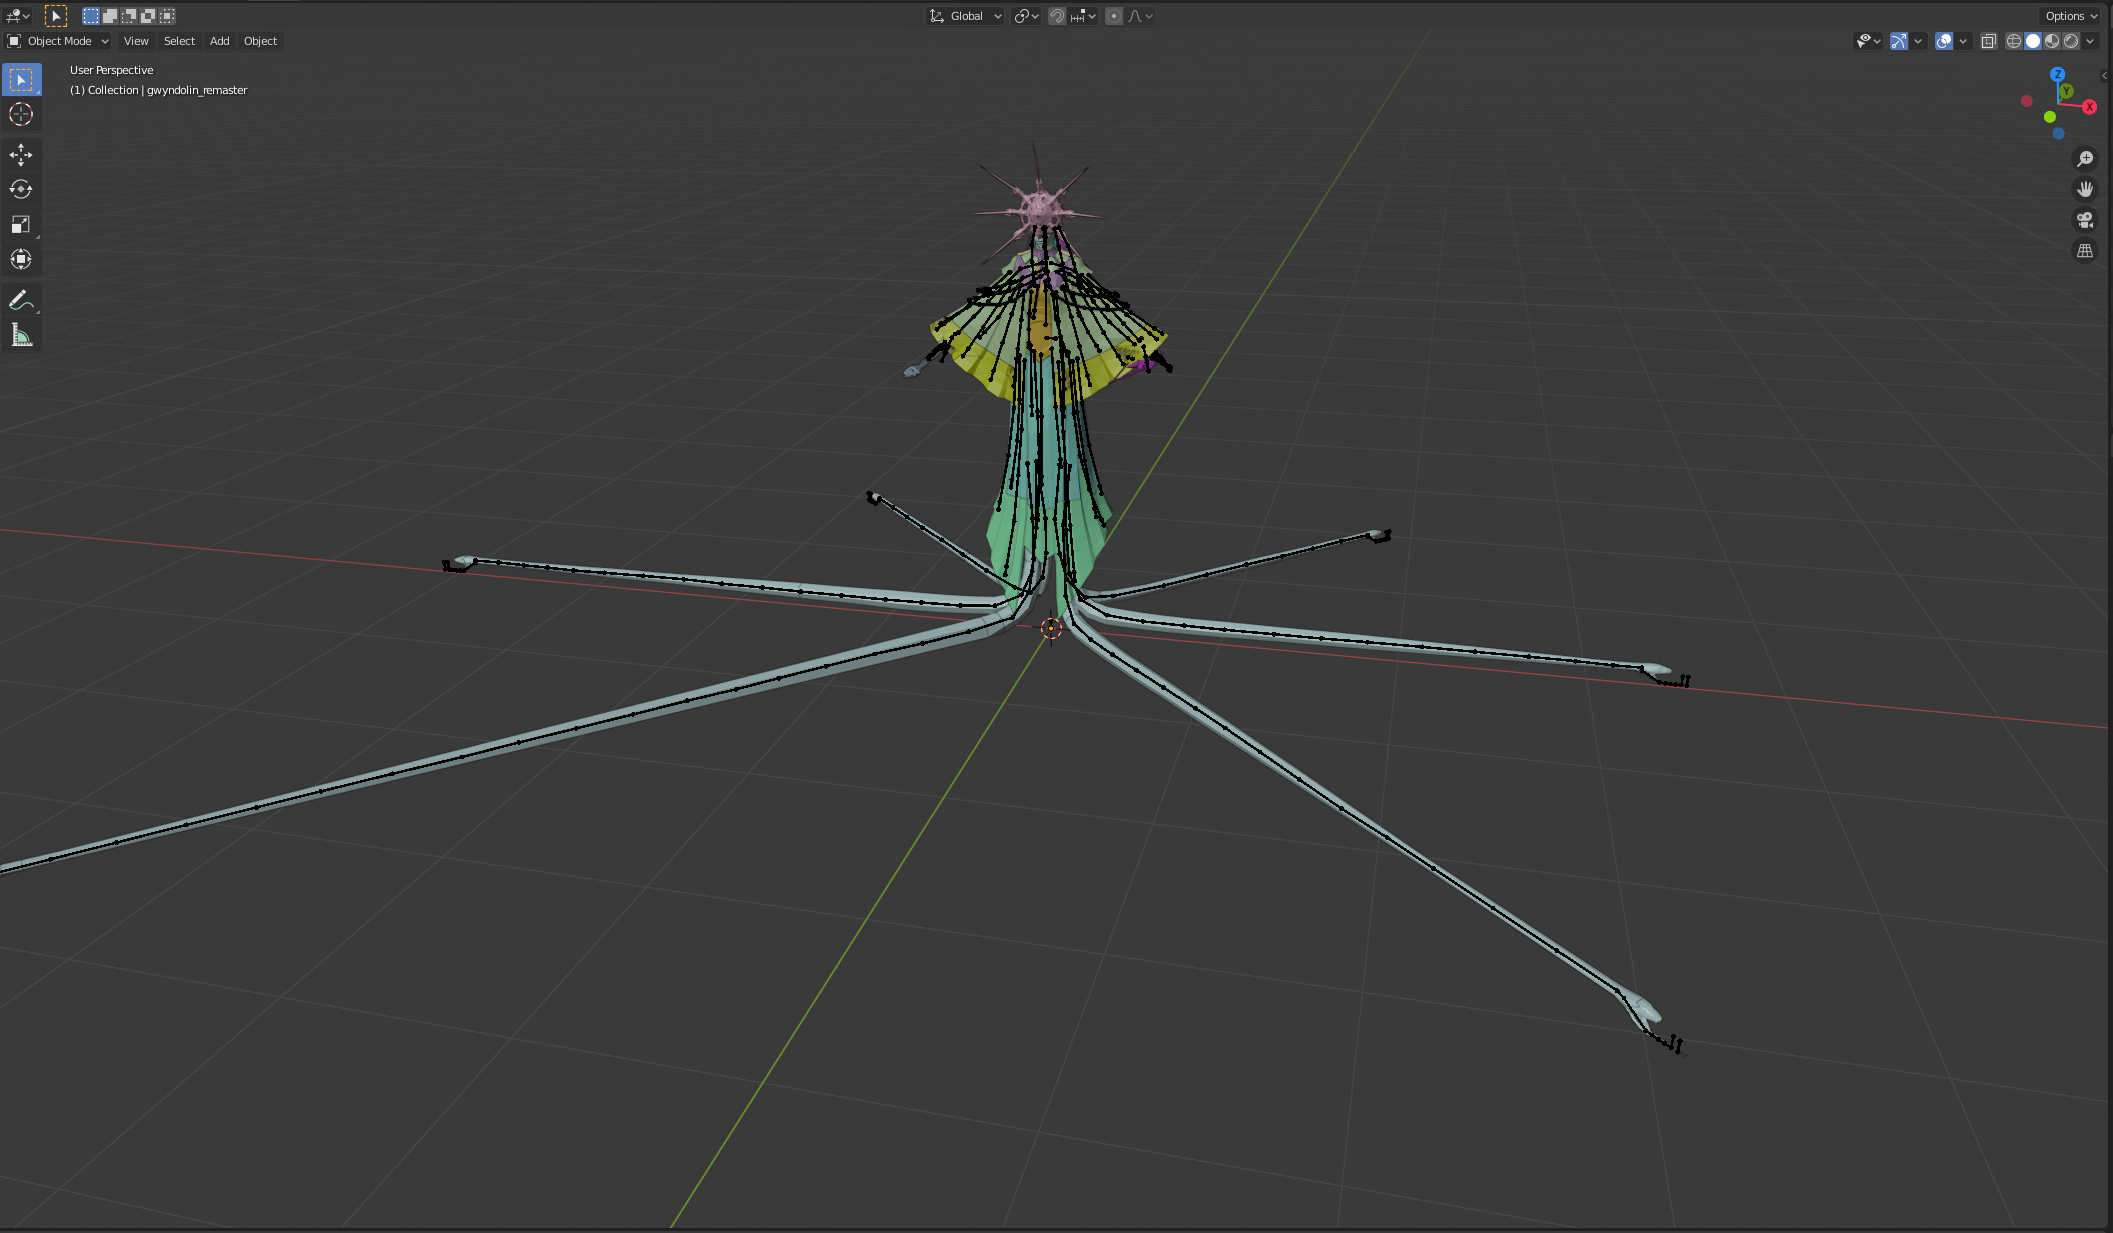 Global
Options
Object Mode
View
Select
Add
Object
User Perspective
(1) Collection | gwyndolin_remaster
Z
Y
X